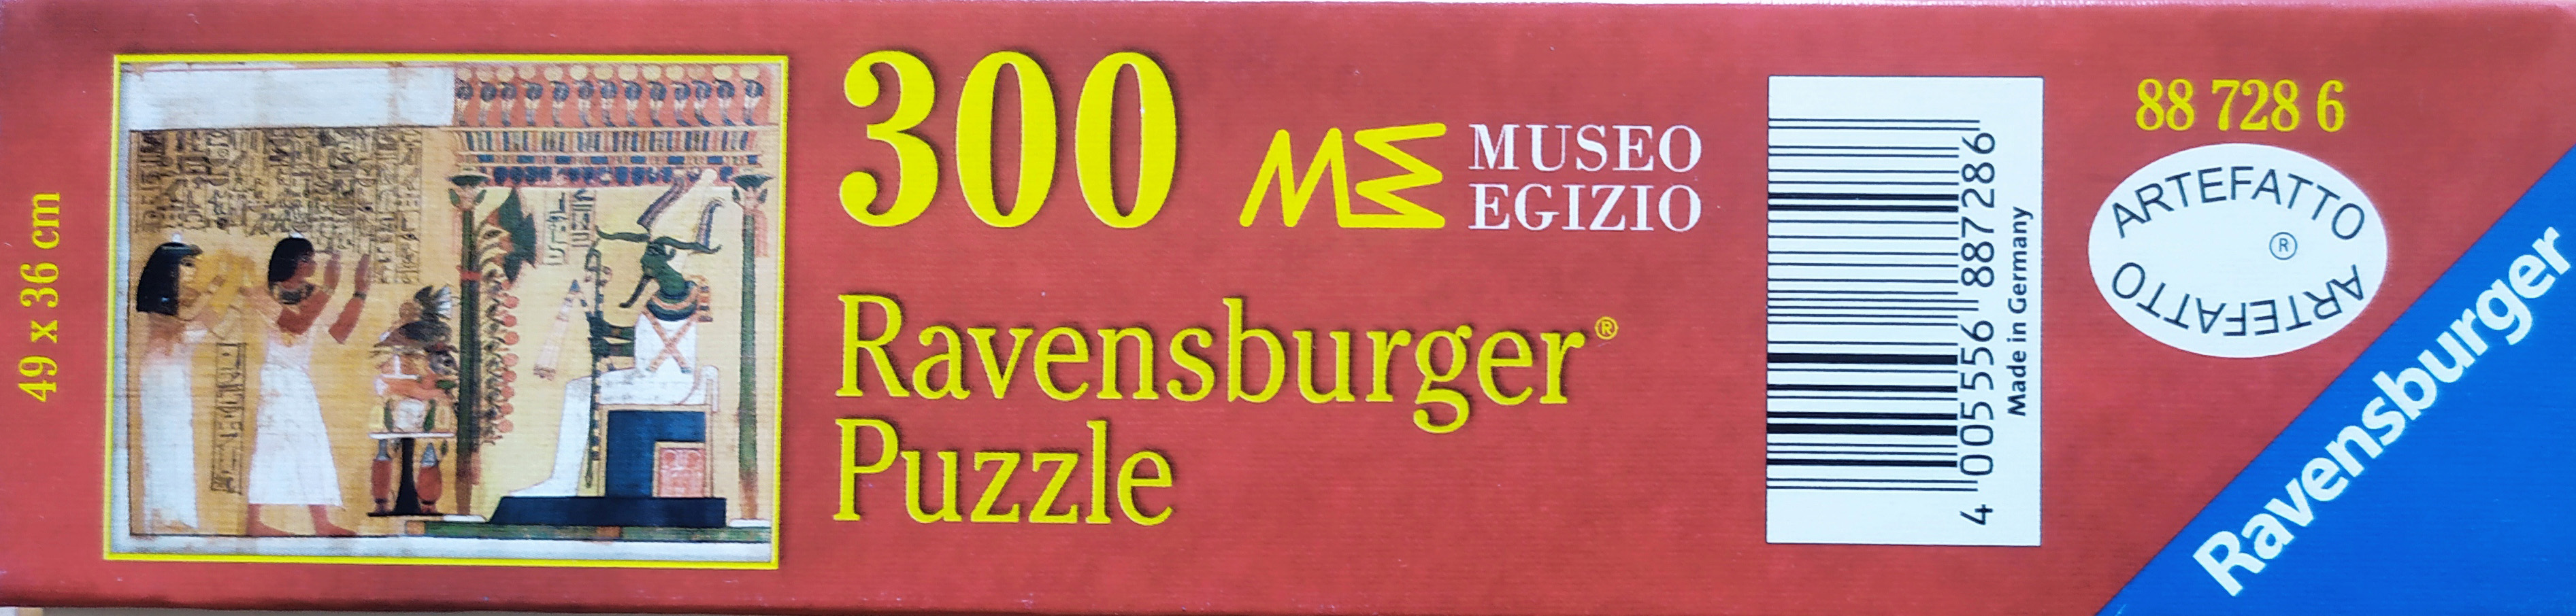 49 x 36 cm
300
MUSEO
EGIZIO
Ravensburger®
Puzzle
4 005556 887286
Made in Germany
88 728 6
ARTEFATTO
®
ARTEFATTO
Ravensburger